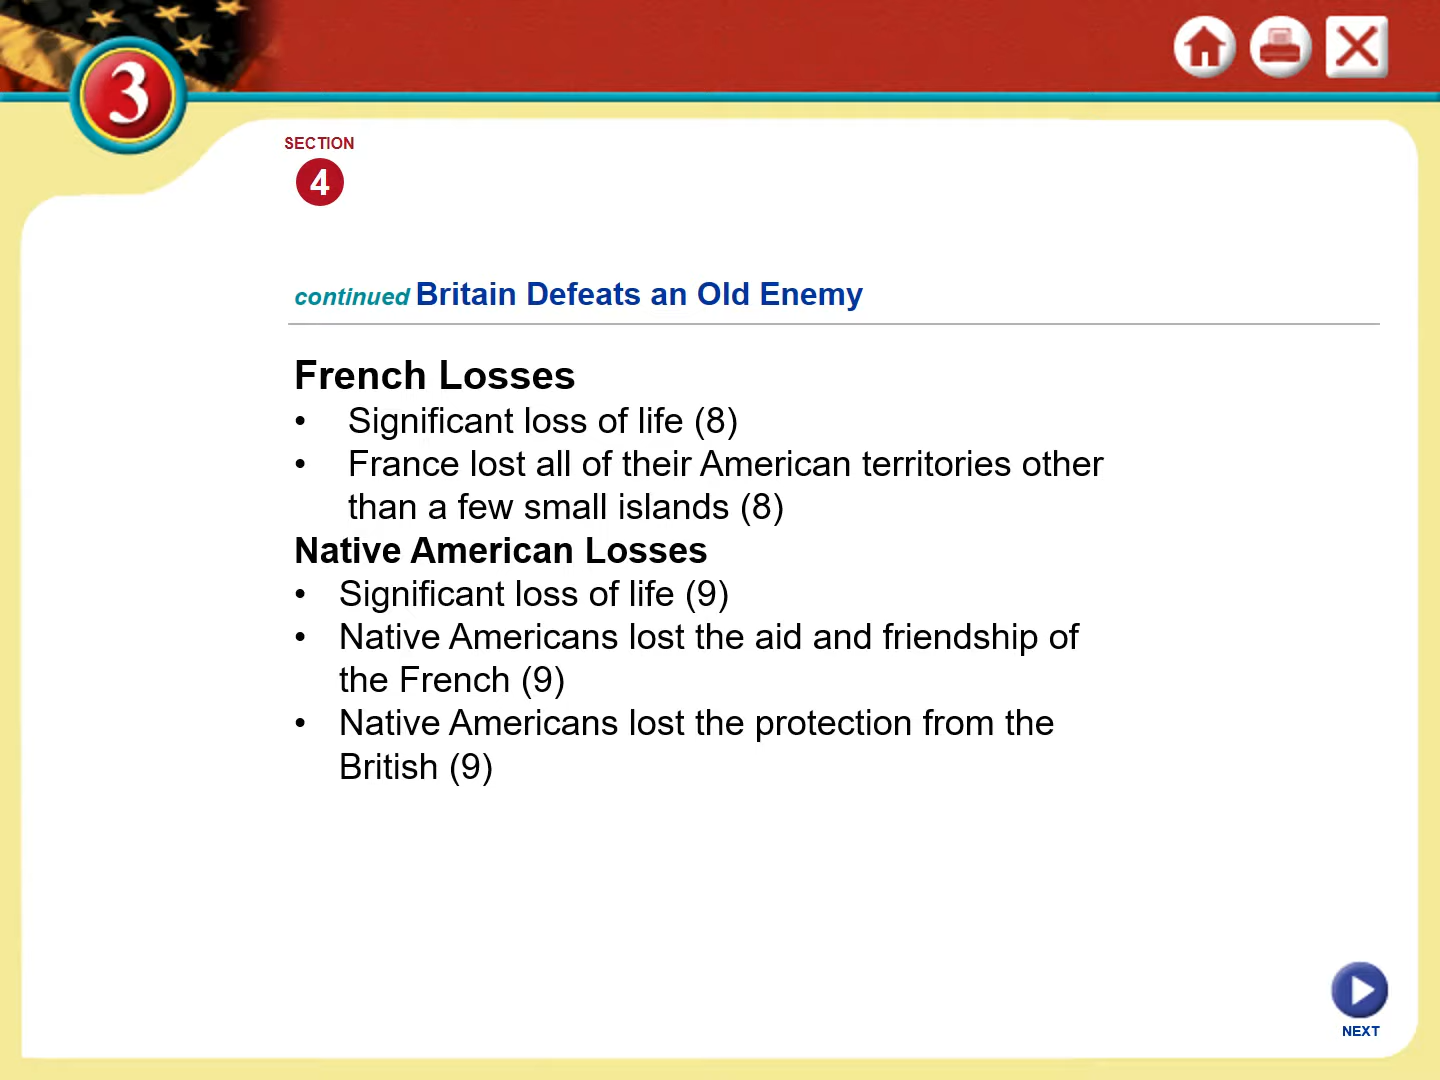 3
SECTION
4
continued Britain Defeats an Old Enemy
French Losses
• Significant loss of life (8)
• France lost all of their American territories other
than a few small islands (8)
Native American Losses
• Significant loss of life (9)
• Native Americans lost the aid and friendship of
the French (9)
• Native Americans lost the protection from the
British (9)
NEXT